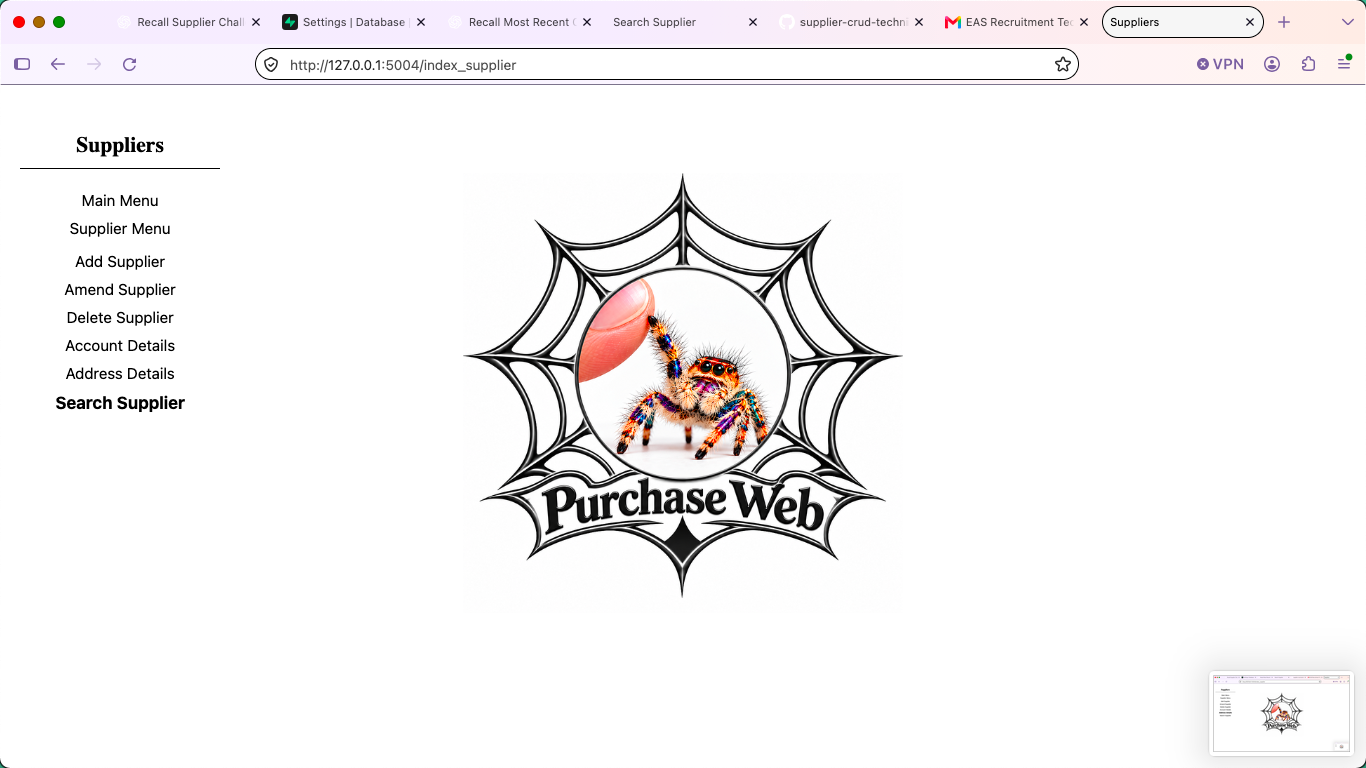 Recall Supplier Chall
Settings | Database
Recall Most Recent
Search Supplier
supplier-crud-techni
EAS Recruitment Tec
Suppliers
http://127.0.0.1:5004/index_supplier
VPN
Suppliers
Main Menu
Supplier Menu
Add Supplier
Amend Supplier
Delete Supplier
Account Details
Address Details
Search Supplier
Purchase Web